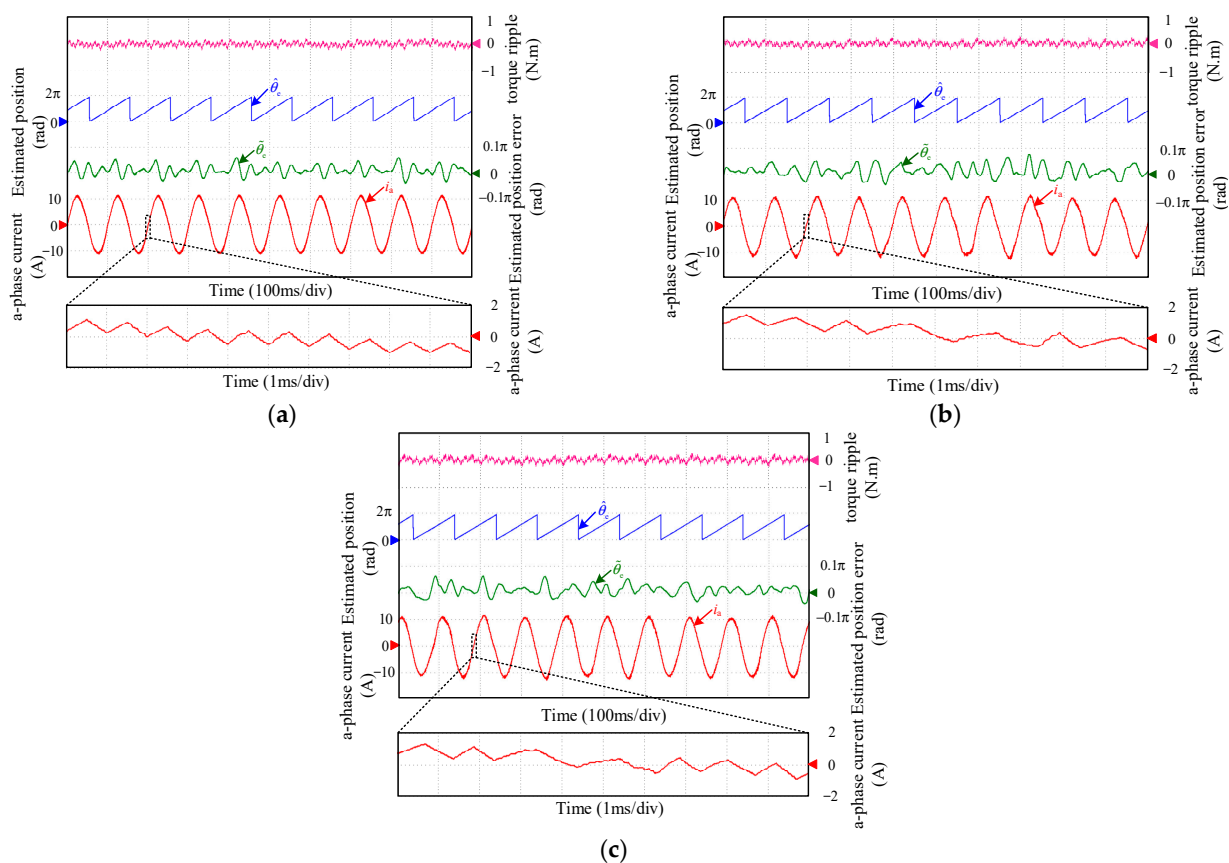 1
0
−1
torque ripple
(N.m)
Estimated position
(rad)
2π
0
θ̂e
0.1π
0
−0.1π
Estimated position error
(rad)
θ̃e
a-phase current
(A)
10
0
−10
ia
Time (100ms/div)
2
0
−2
a-phase current
(A)
Time (1ms/div)
(a)
1
0
−1
torque ripple
(N.m)
Estimated position
(rad)
2π
0
θ̂e
0.1π
0
−0.1π
Estimated position error
(rad)
θ̃e
a-phase current
(A)
10
0
−10
ia
Time (100ms/div)
2
0
−2
a-phase current
(A)
Time (1ms/div)
(b)
1
0
−1
torque ripple
(N.m)
Estimated position
(rad)
2π
0
θ̂e
0.1π
0
−0.1π
Estimated position error
(rad)
θ̃e
a-phase current
(A)
10
0
−10
ia
Time (100ms/div)
2
0
−2
a-phase current
(A)
Time (1ms/div)
(c)